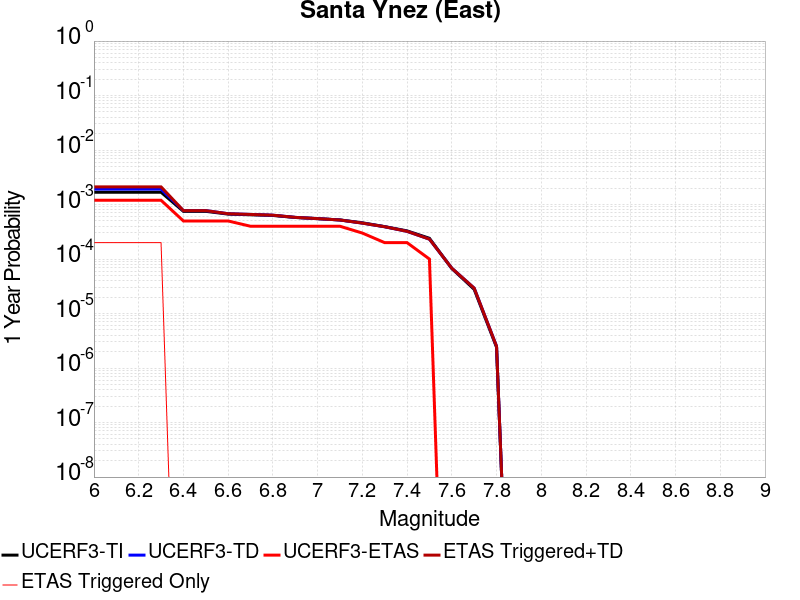 Santa Ynez (East)
10^0
10^-1
10^-2
10^-3
10^-4
10^-5
10^-6
10^-7
10^-8
1 Year Probability
6 6.2 6.4 6.6 6.8 7 7.2 7.4 7.6 7.8 8 8.2 8.4 8.6 8.8 9
Magnitude
UCERF3-TI UCERF3-TD UCERF3-ETAS ETAS Triggered+TD
ETAS Triggered Only